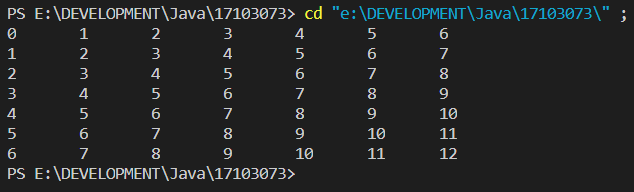 PS E:\DEVELOPMENT\Java\17103073> cd "e:\DEVELOPMENT\Java\17103073\" ;
0 1 2 3 4 5 6
1 2 3 4 5 6 7
2 3 4 5 6 7 8
3 4 5 6 7 8 9
4 5 6 7 8 9 10
5 6 7 8 9 10 11
6 7 8 9 10 11 12
PS E:\DEVELOPMENT\Java\17103073>